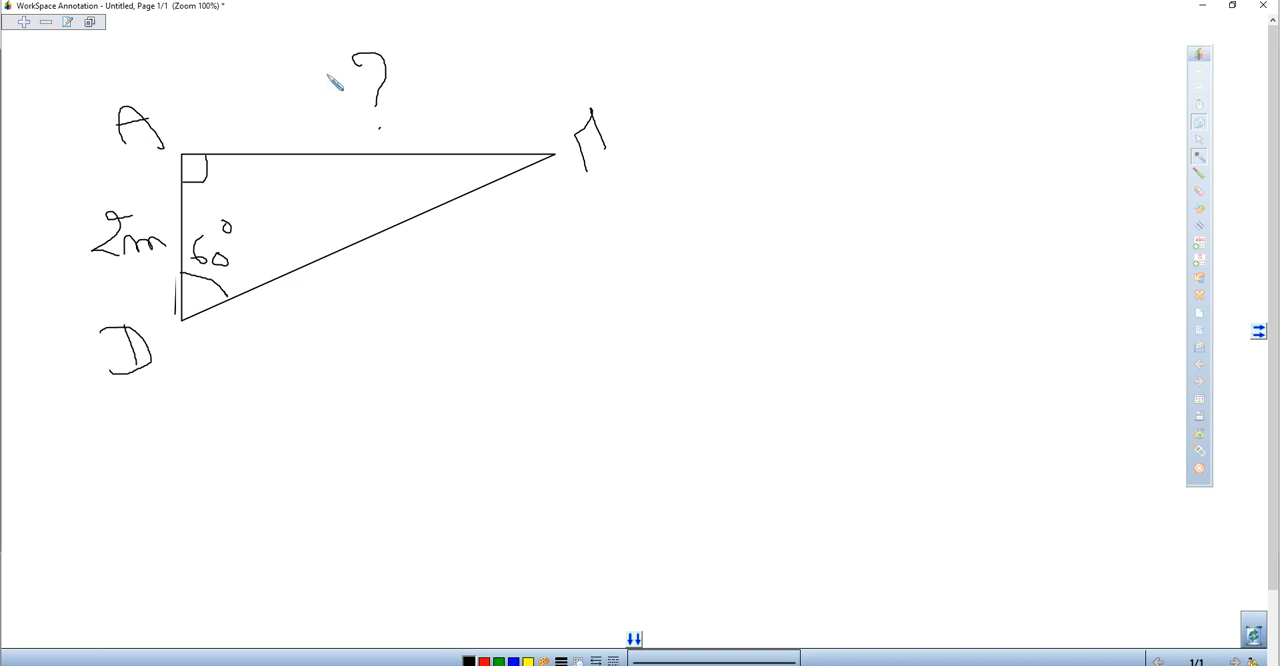 WorkSpace Annotation - Untitled, Page 1/1 (Zoom 100%) *
?
A
2m
60°
D
1/1